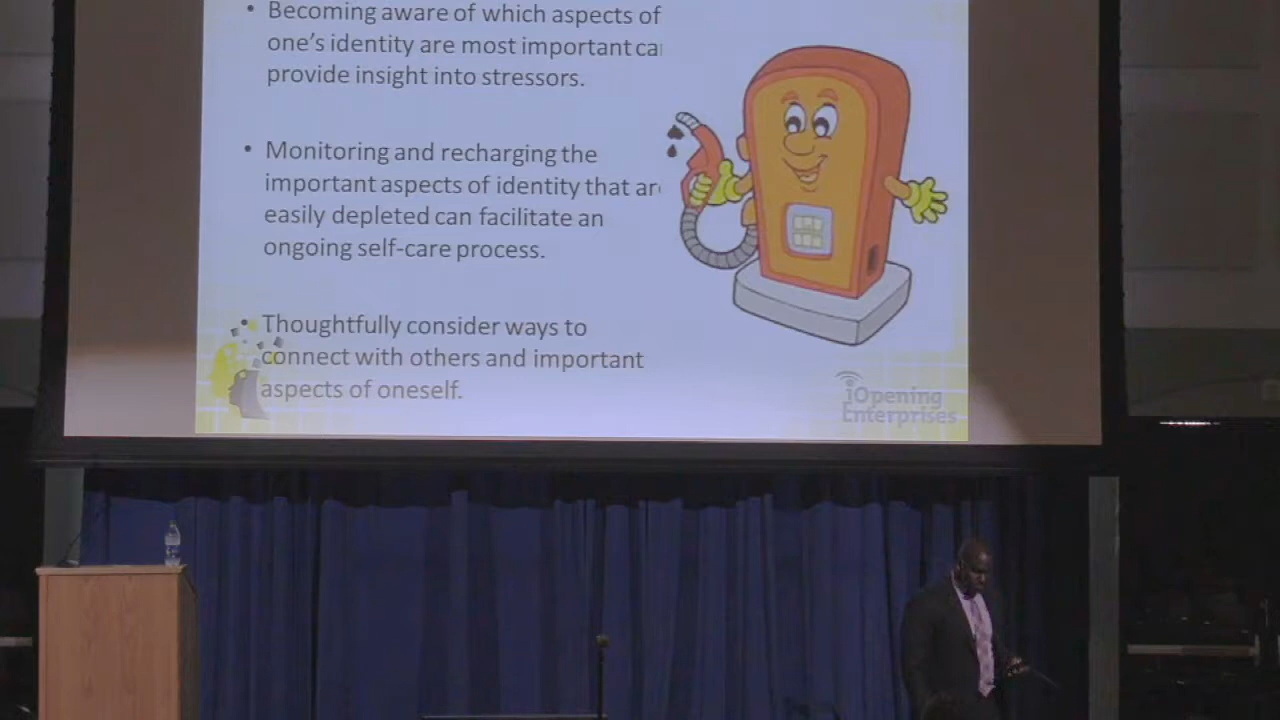 • Becoming aware of which aspects of
one's identity are most important ca
provide insight into stressors.
• Monitoring and recharging the
important aspects of identity that ar
easily depleted can facilitate an
ongoing self-care process.
• Thoughtfully consider ways to
connect with others and important
aspects of oneself.
iOpening
Enterprises